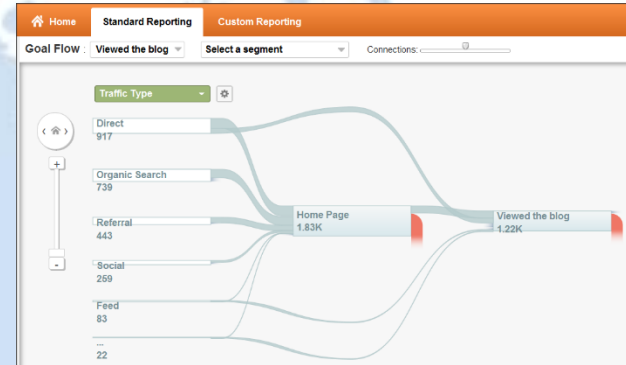 Home Standard Reporting Custom Reporting
Goal Flow : Viewed the blog Select a segment Connections:
Traffic Type
Direct
917
Organic Search
739
Home Page
1.83K
Viewed the blog
1.22K
Referral
443
Social
259
Feed
83
...
22